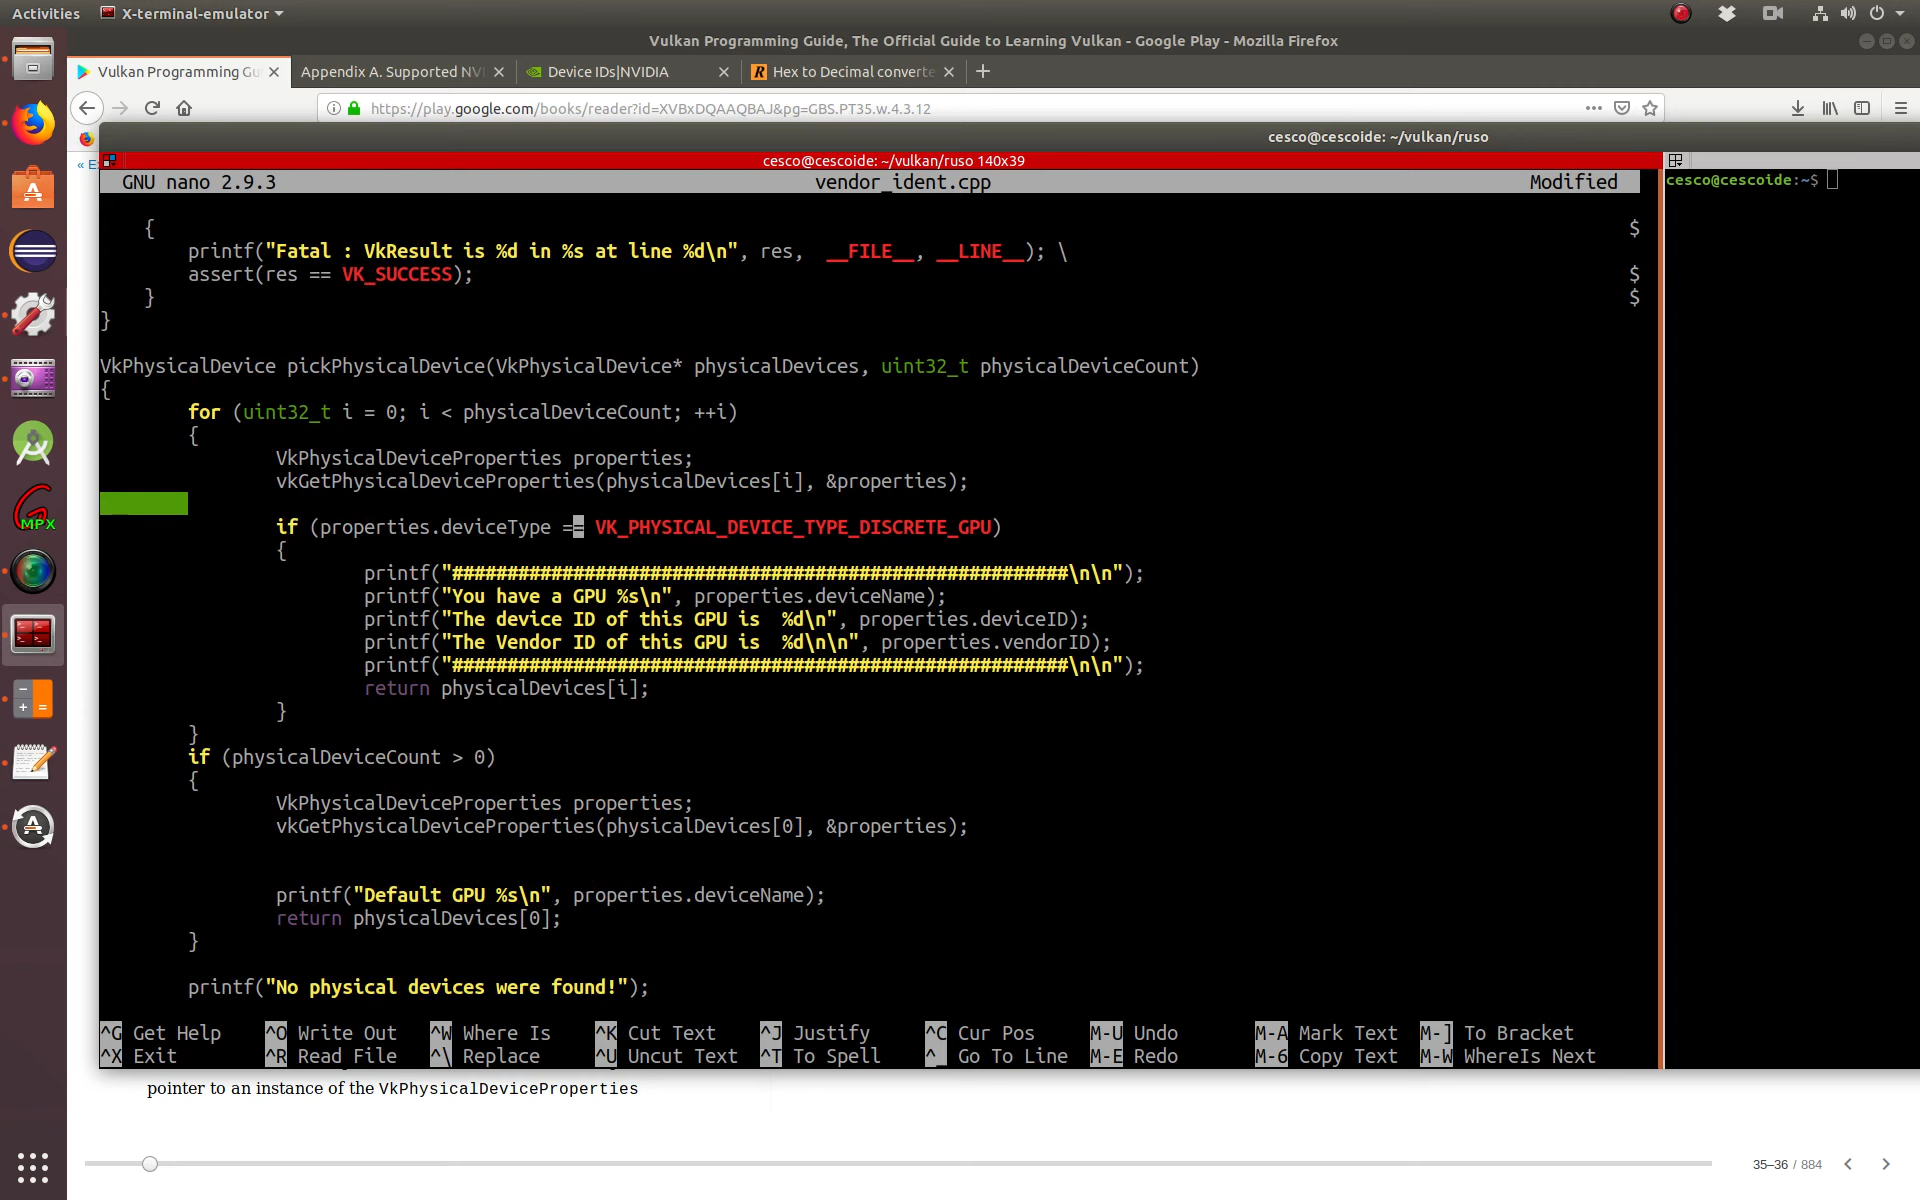 Activities X-terminal-emulator
Vulkan Programming Guide, The Official Guide to Learning Vulkan - Google Play - Mozilla Firefox
Vulkan Programming Gu Appendix A. Supported NVI Device IDs|NVIDIA Hex to Decimal converte
https://play.google.com/books/reader?id=XVBxDQAAQBAJ&pg=GBS.PT35.w.4.3.12
cesco@cescoide: ~/vulkan/ruso
« E
cesco@cescoide: ~/vulkan/ruso 140x39
GNU nano 2.9.3 vendor_ident.cpp Modified
cesco@cescoide:~$
{ $
printf("Fatal : VkResult is %d in %s at line %d\n", res,  __FILE__, __LINE__); \
assert(res == VK_SUCCESS); $
} $
}
VkPhysicalDevice pickPhysicalDevice(VkPhysicalDevice* physicalDevices, uint32_t physicalDeviceCount)
{
for (uint32_t i = 0; i < physicalDeviceCount; ++i)
{
VkPhysicalDeviceProperties properties;
vkGetPhysicalDeviceProperties(physicalDevices[i], &properties);
if (properties.deviceType == VK_PHYSICAL_DEVICE_TYPE_DISCRETE_GPU)
{
printf("########################################################\n\n");
printf("You have a GPU %s\n", properties.deviceName);
printf("The device ID of this GPU is  %d\n", properties.deviceID);
printf("The Vendor ID of this GPU is  %d\n\n", properties.vendorID);
printf("########################################################\n\n");
return physicalDevices[i];
}
}
if (physicalDeviceCount > 0)
{
VkPhysicalDeviceProperties properties;
vkGetPhysicalDeviceProperties(physicalDevices[0], &properties);
printf("Default GPU %s\n", properties.deviceName);
return physicalDevices[0];
}
printf("No physical devices were found!");
^G Get Help ^O Write Out ^W Where Is ^K Cut Text ^J Justify ^C Cur Pos M-U Undo M-A Mark Text M-] To Bracket
^X Exit ^R Read File ^\ Replace ^U Uncut Text ^T To Spell ^_ Go To Line M-E Redo M-6 Copy Text M-W WhereIs Next
pointer to an instance of the VkPhysicalDeviceProperties
35–36 / 884
MPX